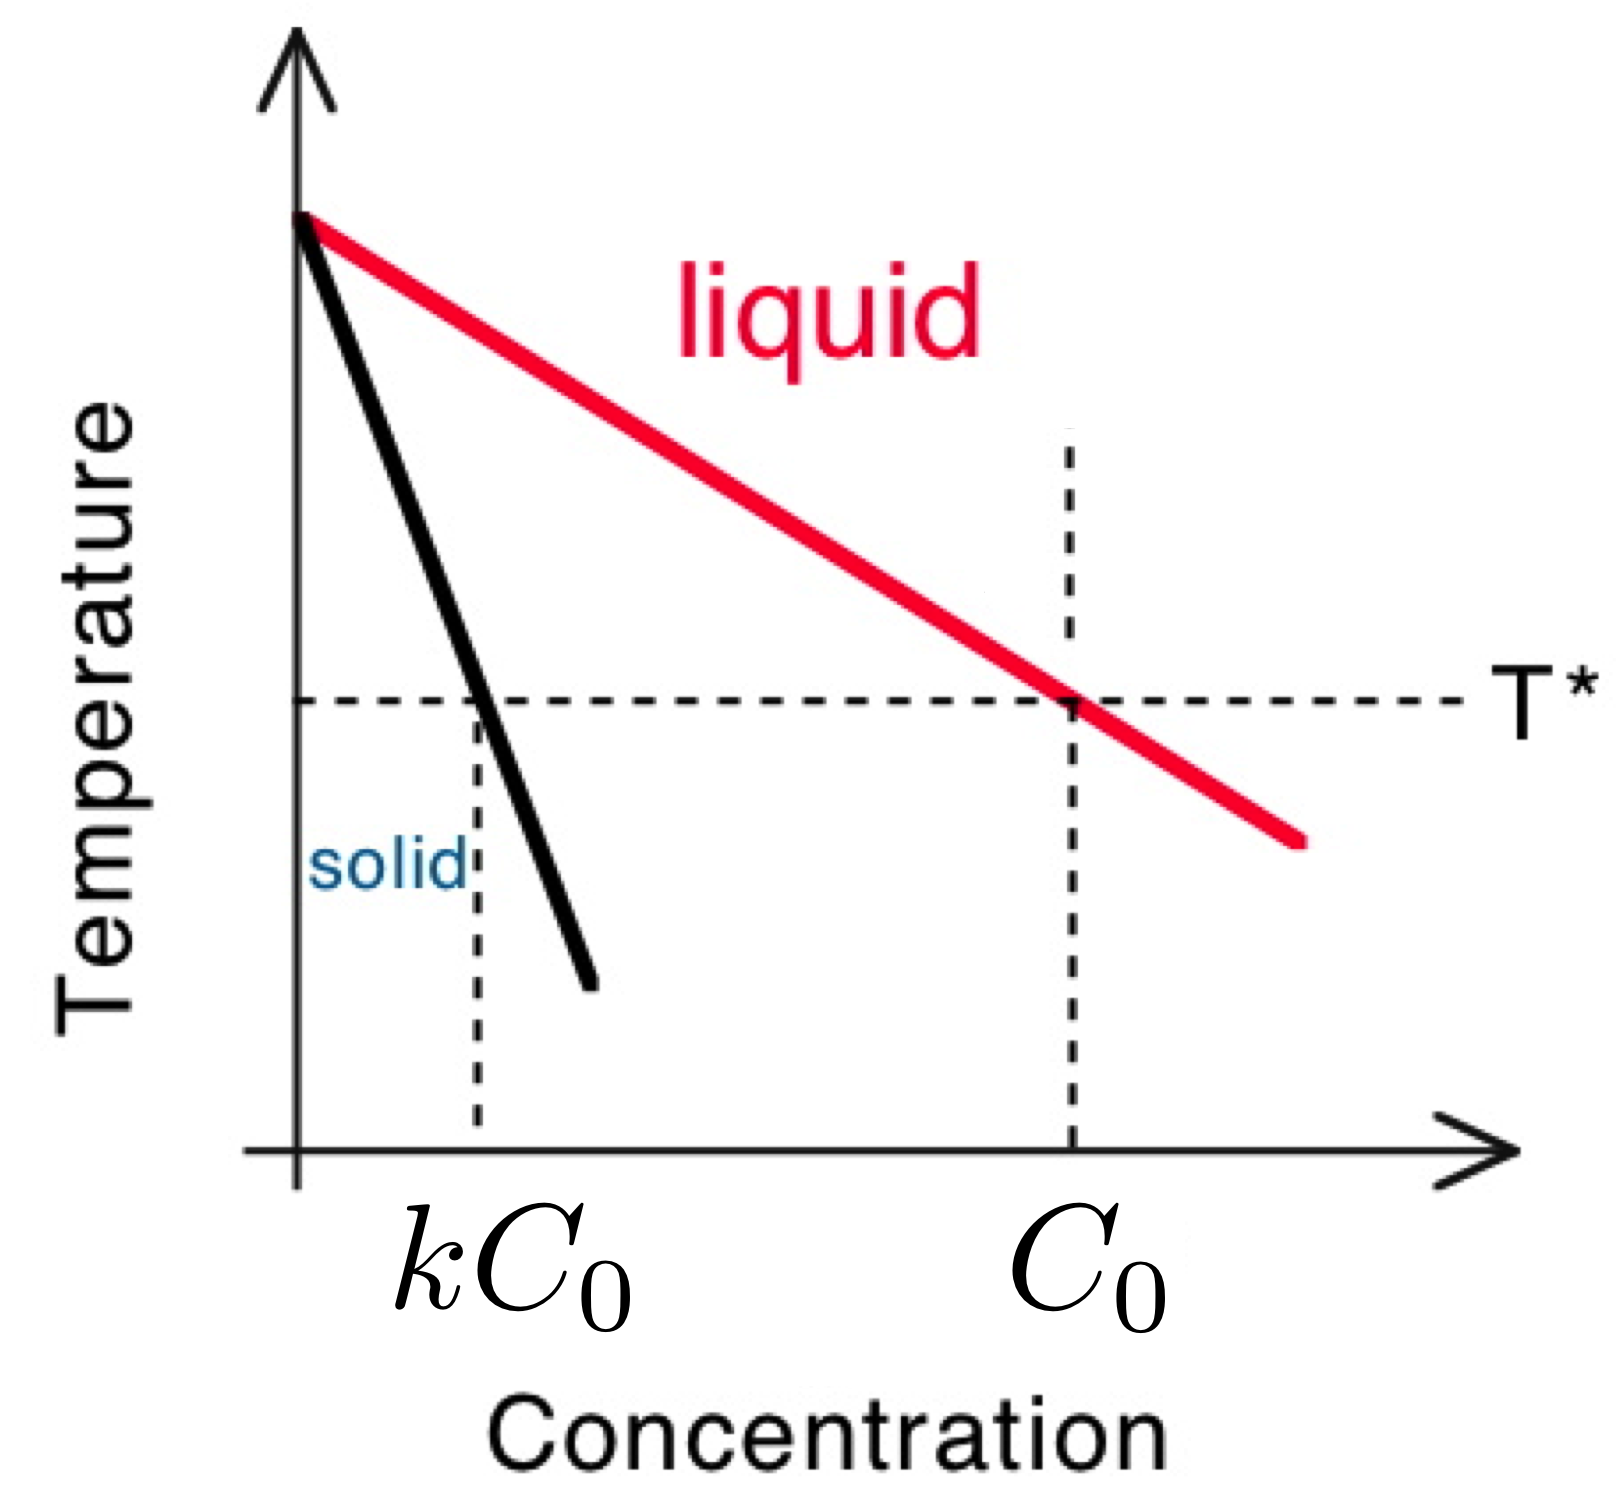 liquid
Temperature
T*
solid
kC₀
C₀
Concentration